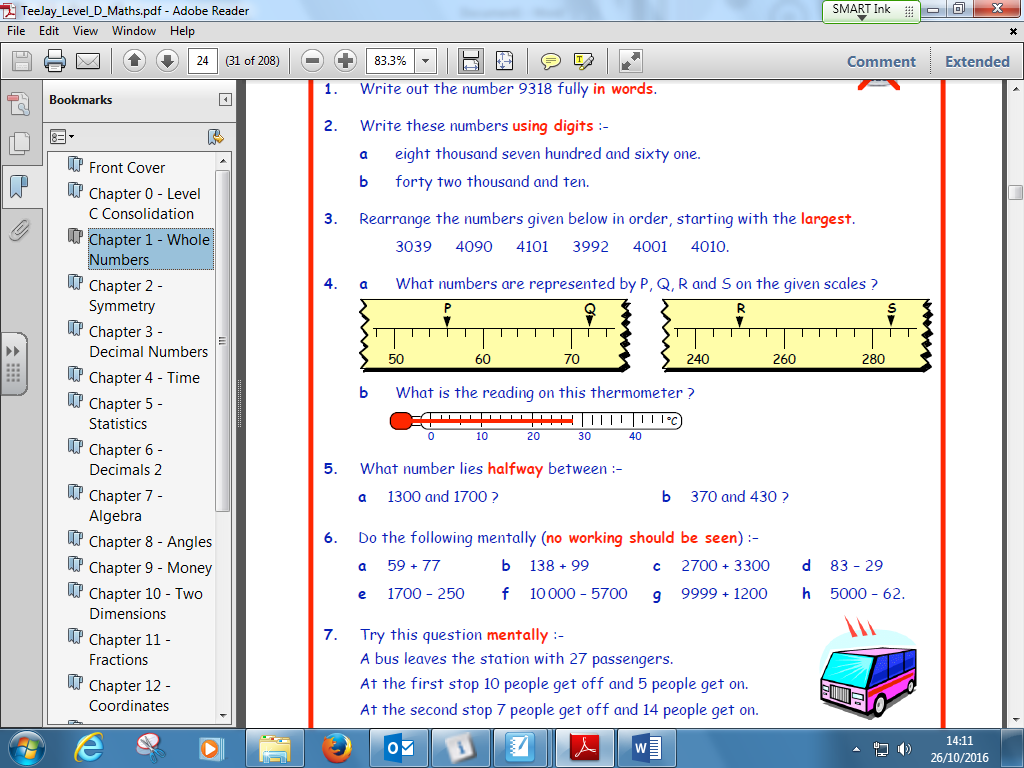 TeeJay_Level_D_Maths.pdf - Adobe Reader
SMART Ink
File Edit View Window Help
24 (31 of 208) 83.3% Comment Extended
Bookmarks
Front Cover
Chapter 0 - Level
C Consolidation
Chapter 1 - Whole
Numbers
Chapter 2 -
Symmetry
Chapter 3 -
Decimal Numbers
Chapter 4 - Time
Chapter 5 -
Statistics
Chapter 6 -
Decimals 2
Chapter 7 -
Algebra
Chapter 8 - Angles
Chapter 9 - Money
Chapter 10 - Two
Dimensions
Chapter 11 -
Fractions
Chapter 12 -
Coordinates
1. Write out the number 9318 fully in words.
2. Write these numbers using digits :-
a eight thousand seven hundred and sixty one.
b forty two thousand and ten.
3. Rearrange the numbers given below in order, starting with the largest.
3039 4090 4101 3992 4001 4010.
4. a What numbers are represented by P, Q, R and S on the given scales ?
P Q R S
50 60 70 240 260 280
b What is the reading on this thermometer ?
°C
0 10 20 30 40
5. What number lies halfway between :-
a 1300 and 1700 ? b 370 and 430 ?
6. Do the following mentally (no working should be seen) :-
a 59 + 77 b 138 + 99 c 2700 + 3300 d 83 – 29
e 1700 – 250 f 10 000 – 5700 g 9999 + 1200 h 5000 – 62.
7. Try this question mentally :-
A bus leaves the station with 27 passengers.
At the first stop 10 people get off and 5 people get on.
At the second stop 7 people get off and 14 people get on.
14:11
26/10/2016